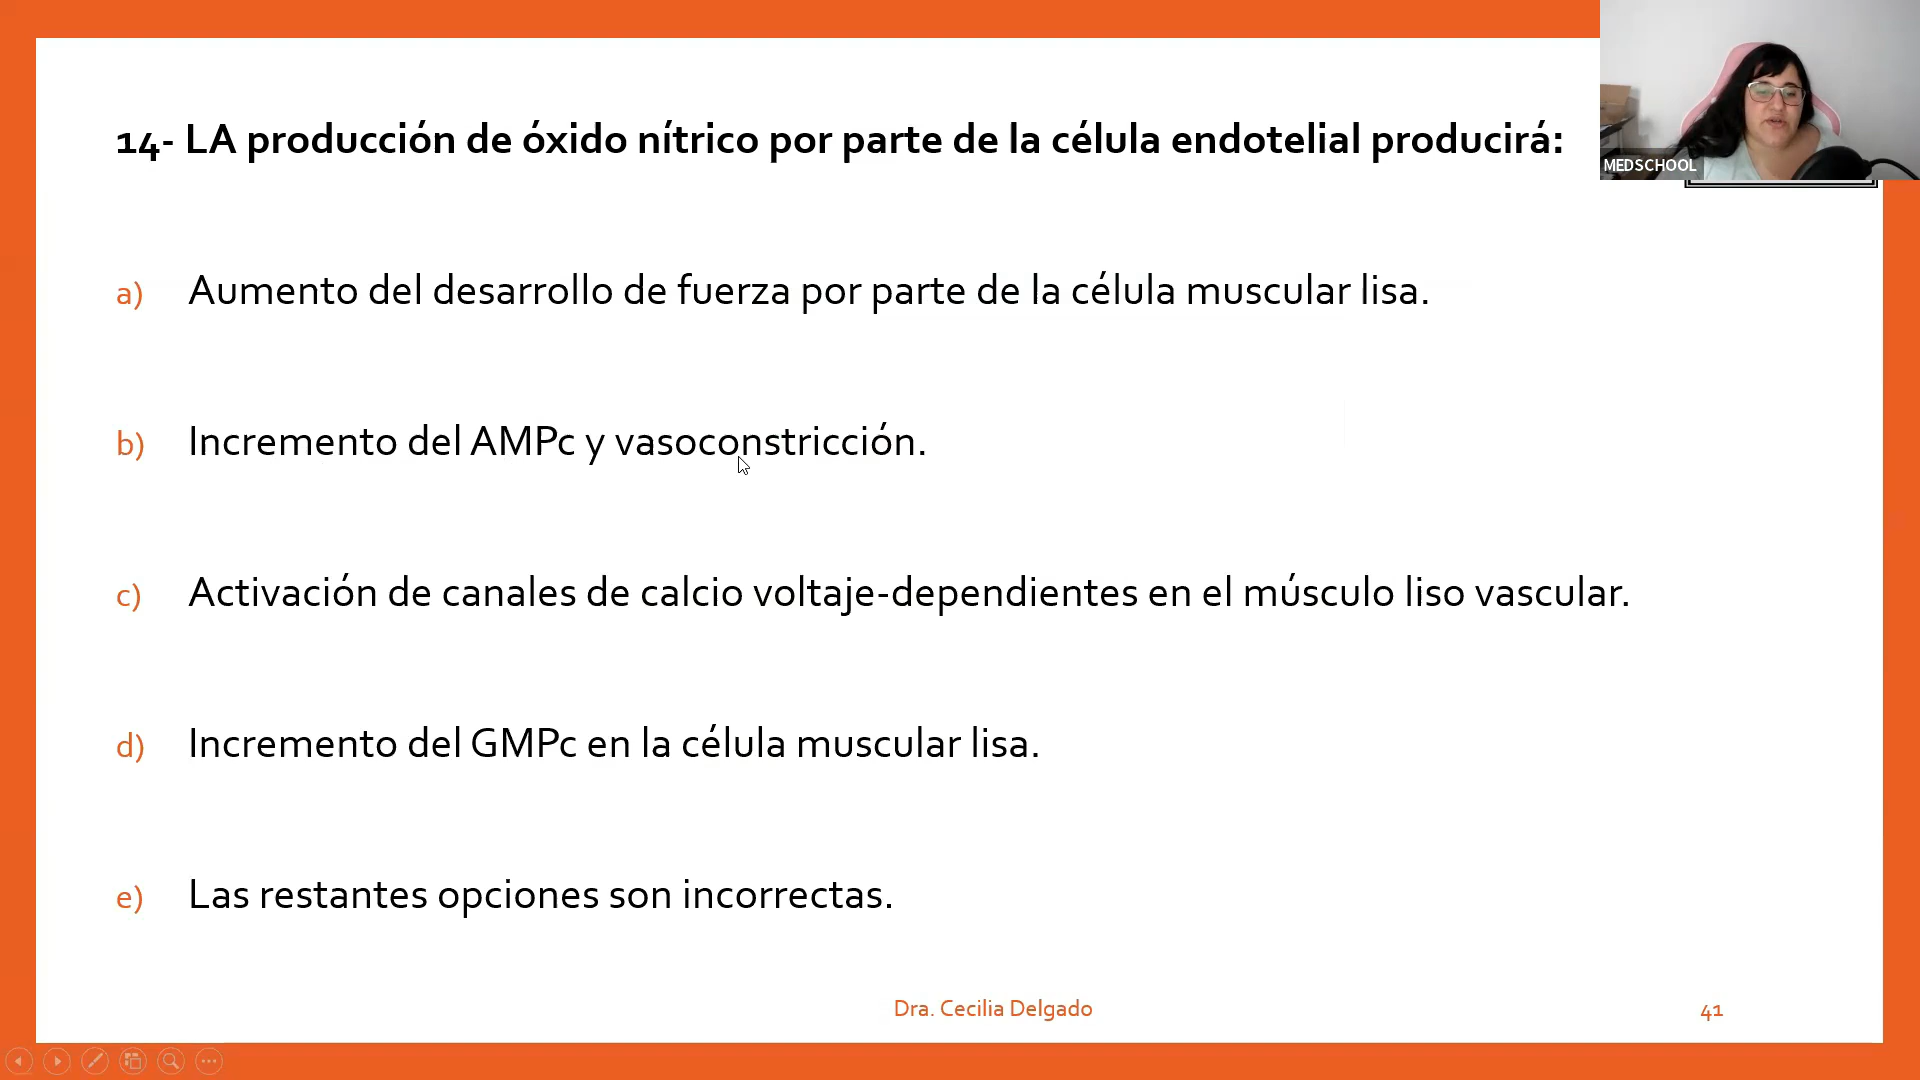 14- LA producción de óxido nítrico por parte de la célula endotelial producirá:
MEDSCHOOL
a) Aumento del desarrollo de fuerza por parte de la célula muscular lisa.
b) Incremento del AMPc y vasoconstricción.
c) Activación de canales de calcio voltaje-dependientes en el músculo liso vascular.
d) Incremento del GMPc en la célula muscular lisa.
e) Las restantes opciones son incorrectas.
Dra. Cecilia Delgado
41